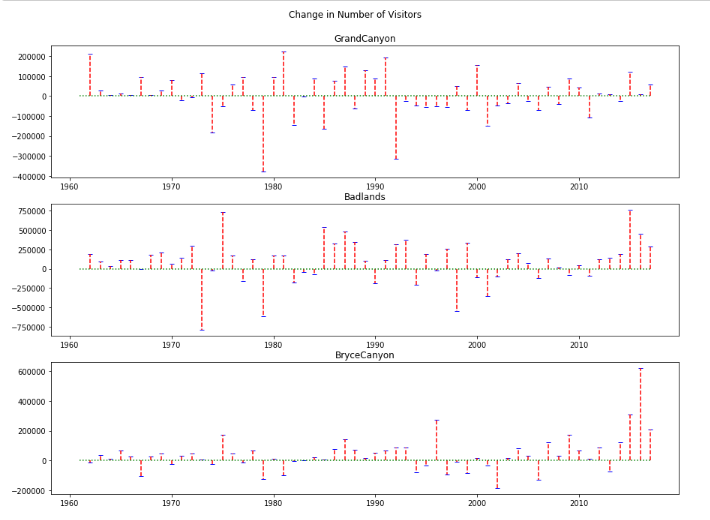 Change in Number of Visitors
GrandCanyon
200000
100000
0
−100000
−200000
−300000
−400000
1960 1970 1980 1990 2000 2010
Badlands
750000
500000
250000
0
−250000
−500000
−750000
1960 1970 1980 1990 2000 2010
BryceCanyon
600000
400000
200000
0
−200000
1960 1970 1980 1990 2000 2010